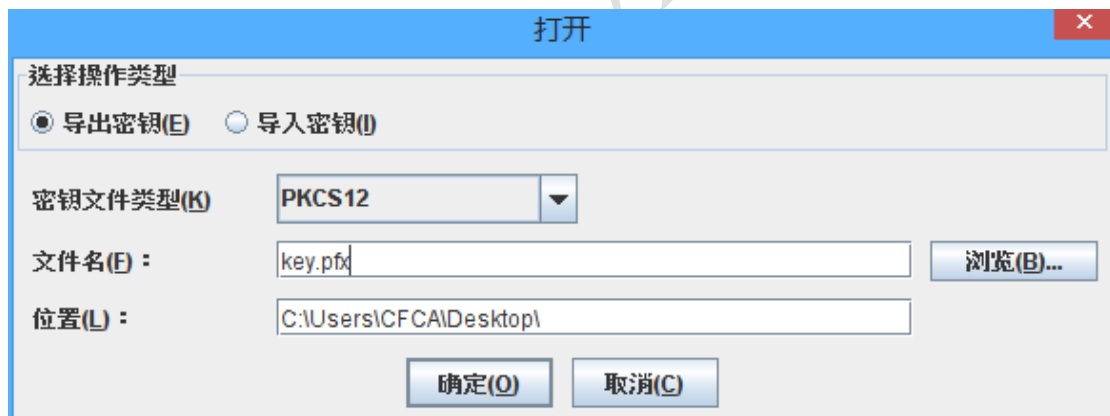 打开
选择操作类型
导出密钥(E) 导入密钥(I)
密钥文件类型(K) PKCS12
文件名(F)： key.pfx 浏览(B)...
位置(L)： C:\Users\CFCA\Desktop\
确定(O) 取消(C)